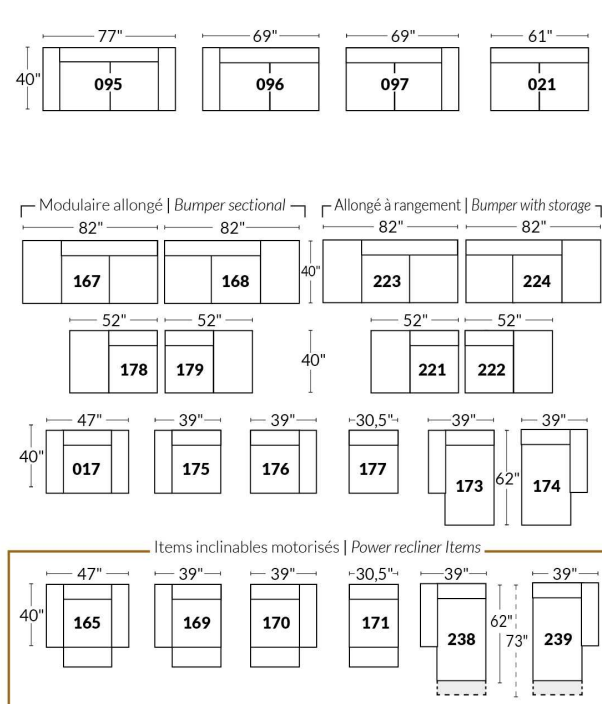 77" 69" 69" 61"
40" 095 096 097 021
Modulaire allongé | Bumper sectional Allongé à rangement | Bumper with storage
82" 82" 82" 82"
167 168 40" 223 224
52" 52" 52" 52"
178 179 40" 221 222
47" 39" 39" 30,5" 39" 39"
40" 017 175 176 177 173 62" 174
Items inclinables motorisés | Power recliner Items
47" 39" 39" 30,5" 39" 39"
40" 165 169 170 171 238 62" 73" 239